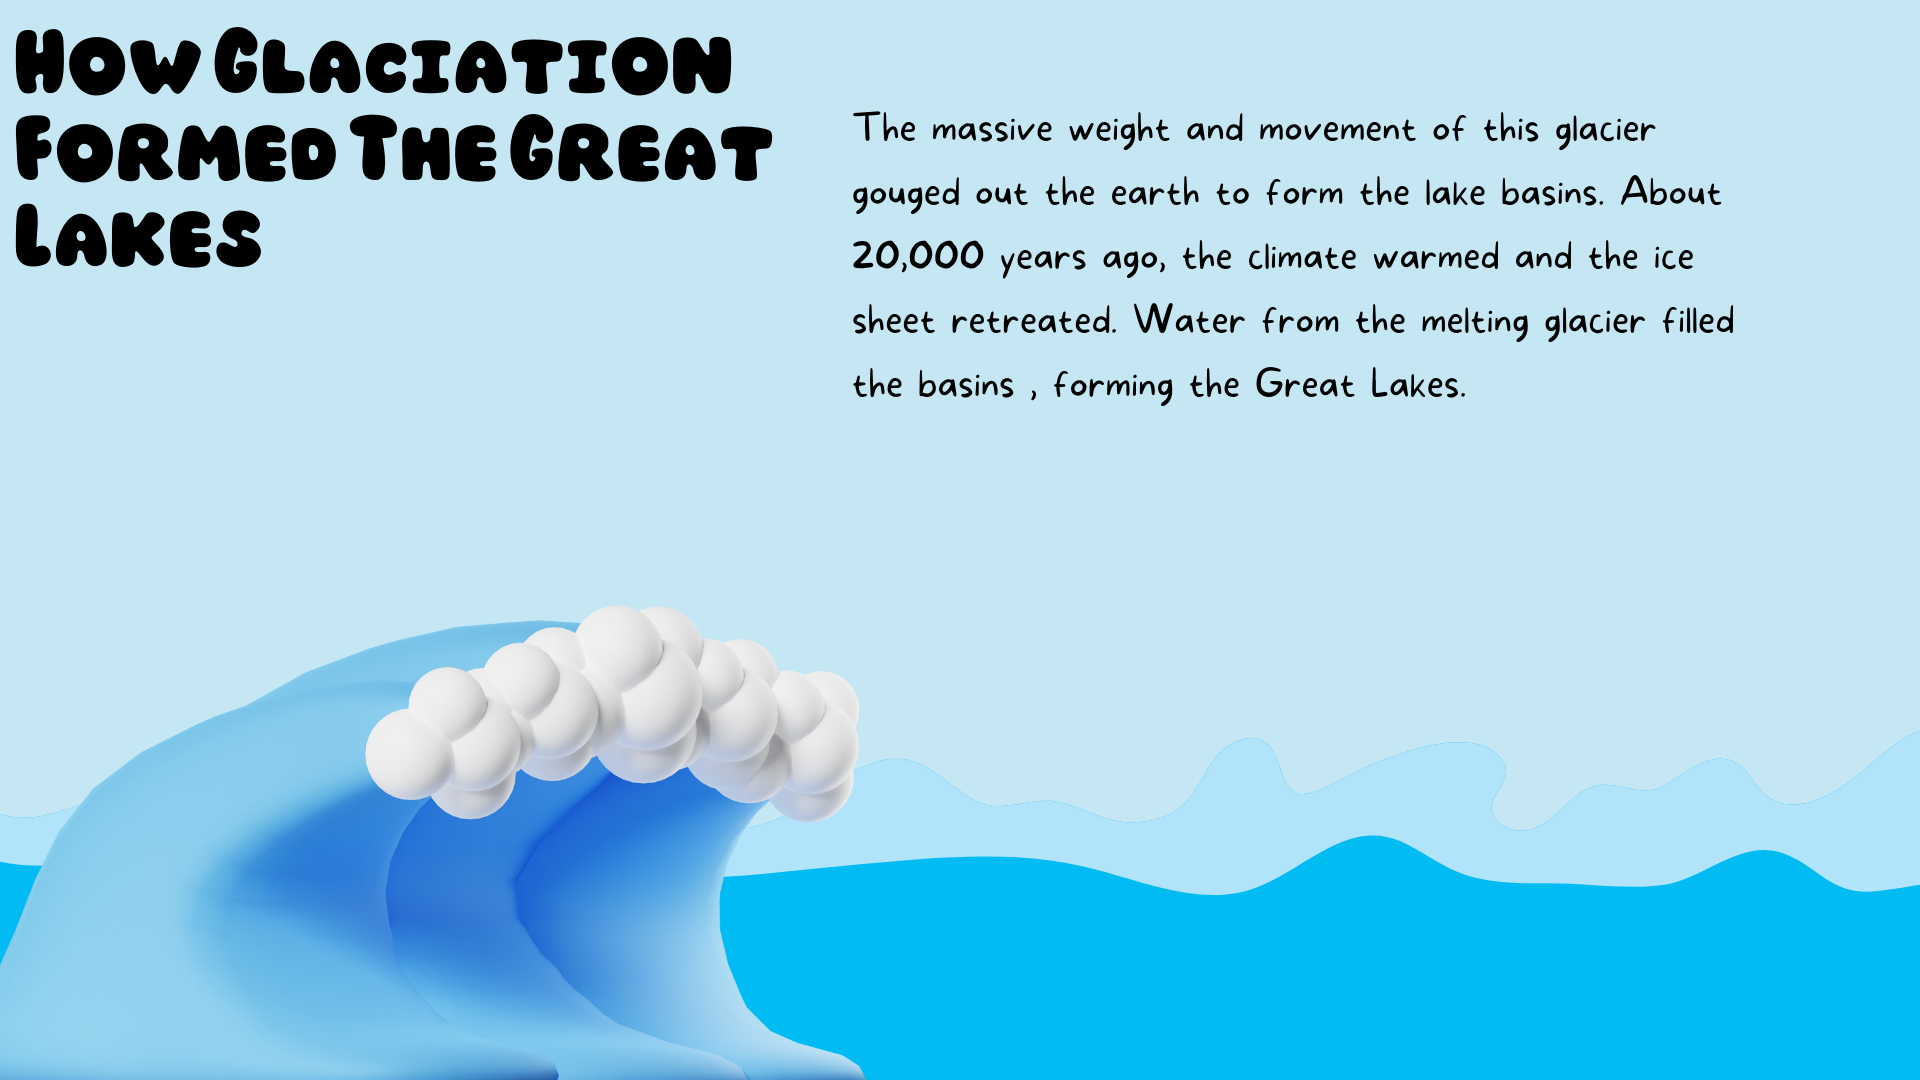 How Glaciation
Formed The Great
Lakes
The massive weight and movement of this glacier
gouged out the earth to form the lake basins. About
20,000 years ago, the climate warmed and the ice
sheet retreated. Water from the melting glacier filled
the basins , forming the Great Lakes.